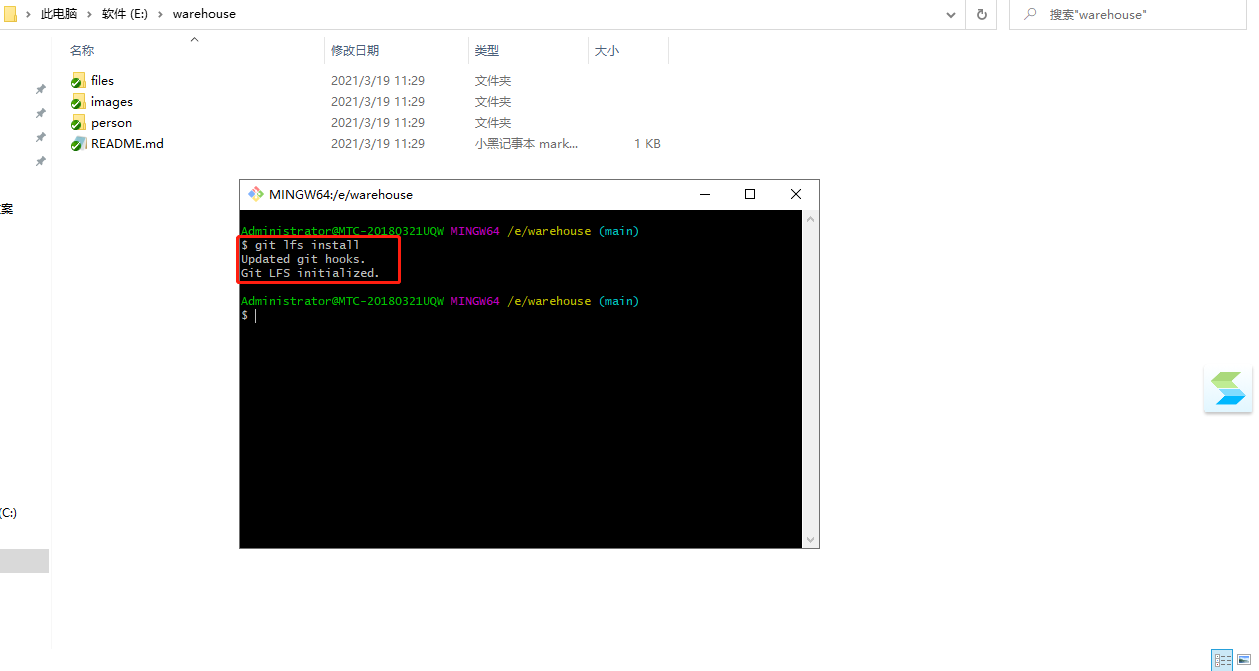 此电脑 软件 (E:) warehouse 搜索"warehouse"
名称 修改日期 类型 大小
files 2021/3/19 11:29 文件夹
images 2021/3/19 11:29 文件夹
person 2021/3/19 11:29 文件夹
README.md 2021/3/19 11:29 小黑记事本 mark... 1 KB
MINGW64:/e/warehouse
案
Administrator@MTC-20180321UQW MINGW64 /e/warehouse (main)
$ git lfs install
Updated git hooks.
Git LFS initialized.
Administrator@MTC-20180321UQW MINGW64 /e/warehouse (main)
$
(C:)